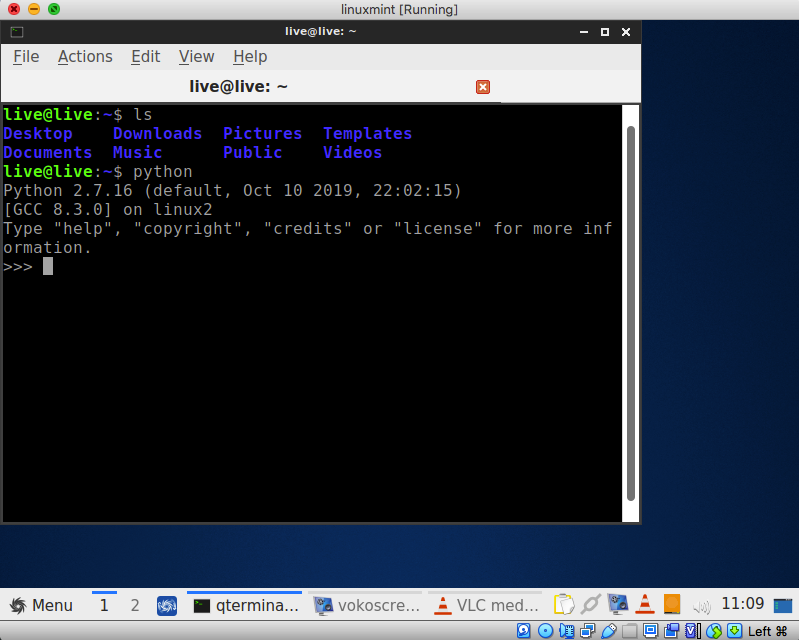 linuxmint [Running]
live@live: ~
File Actions Edit View Help
live@live: ~
live@live:~$ ls
Desktop Downloads Pictures Templates
Documents Music Public Videos
live@live:~$ python
Python 2.7.16 (default, Oct 10 2019, 22:02:15)
[GCC 8.3.0] on linux2
Type "help", "copyright", "credits" or "license" for more inf
ormation.
>>>
Menu 1 2 qtermina... vokoscre... VLC med... 11:09
Left ⌘